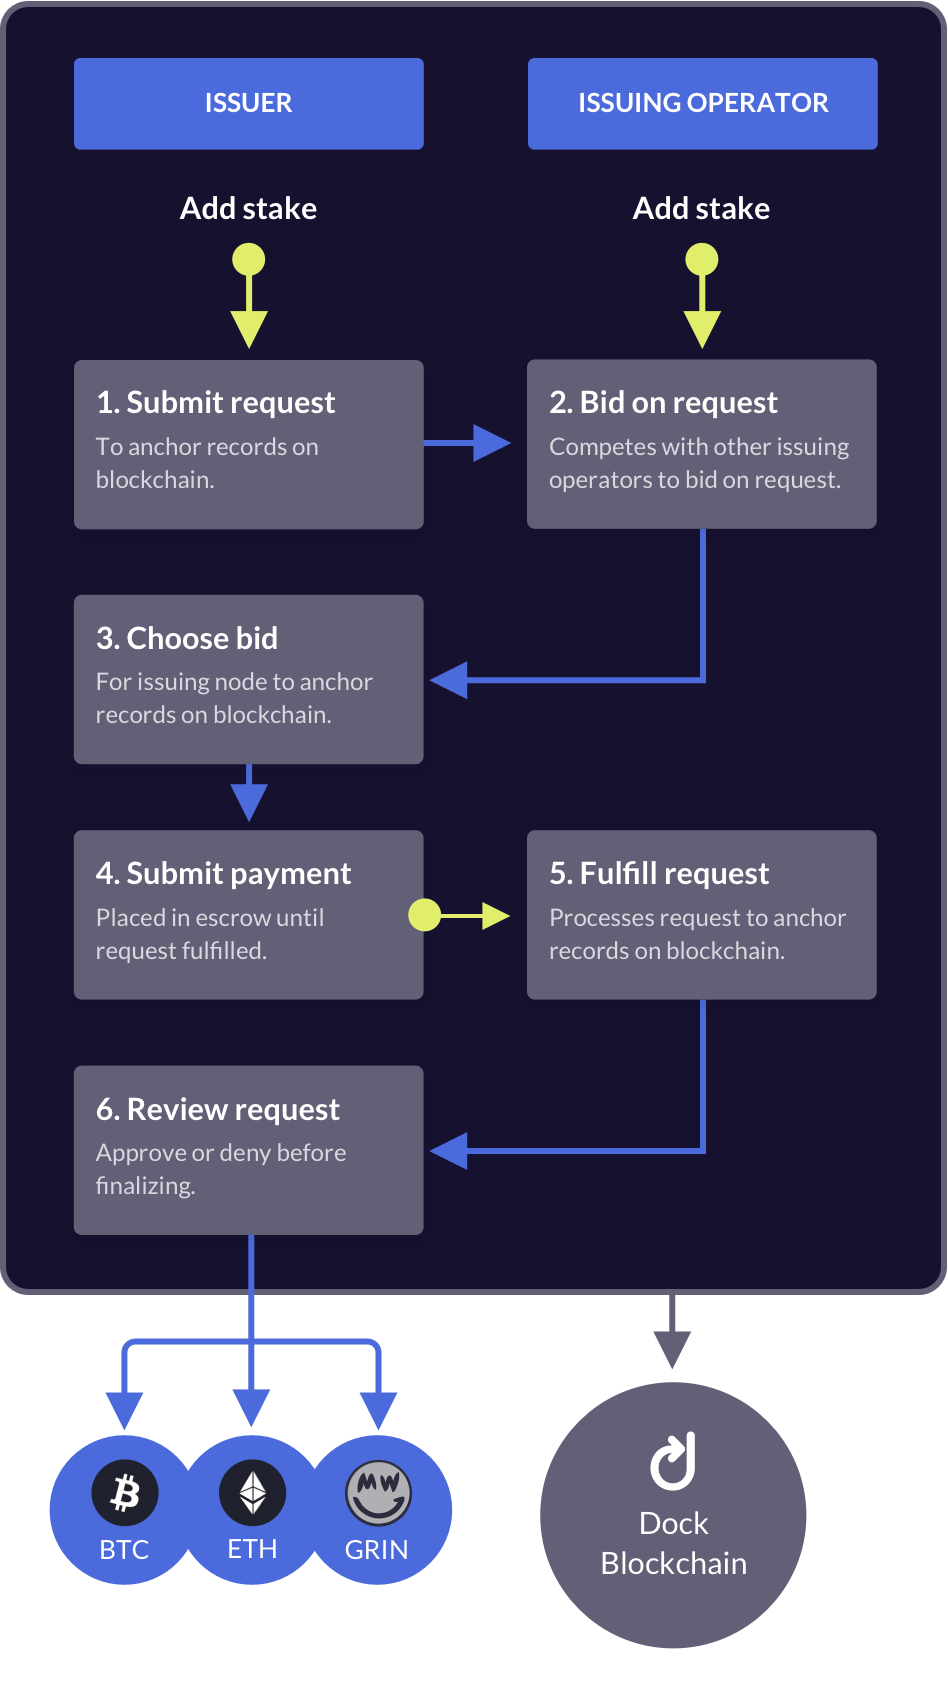 ISSUER
ISSUING OPERATOR
Add stake
Add stake
1. Submit request
To anchor records on
blockchain.
2. Bid on request
Competes with other issuing
operators to bid on request.
3. Choose bid
For issuing node to anchor
records on blockchain.
4. Submit payment
Placed in escrow until
request fulfilled.
5. Fulfill request
Processes request to anchor
records on blockchain.
6. Review request
Approve or deny before
finalizing.
BTC
ETH
GRIN
Dock
Blockchain